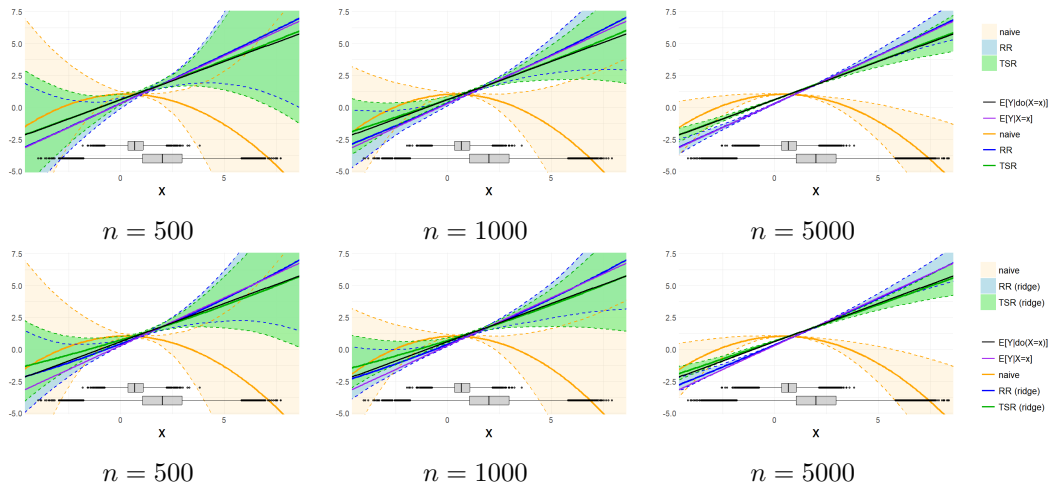 7.5
5.0
2.5
0.0
-2.5
-5.0
0
5
X
7.5
5.0
2.5
0.0
-2.5
-5.0
0
5
X
7.5
5.0
2.5
0.0
-2.5
-5.0
0
5
X
naive
RR
TSR
E[Y|do(X=x)]
E[Y|X=x]
naive
RR
TSR
n = 500
n = 1000
n = 5000
7.5
5.0
2.5
0.0
-2.5
-5.0
0
5
X
7.5
5.0
2.5
0.0
-2.5
-5.0
0
5
X
7.5
5.0
2.5
0.0
-2.5
-5.0
0
5
X
naive
RR (ridge)
TSR (ridge)
E[Y|do(X=x)]
E[Y|X=x]
naive
RR (ridge)
TSR (ridge)
n = 500
n = 1000
n = 5000